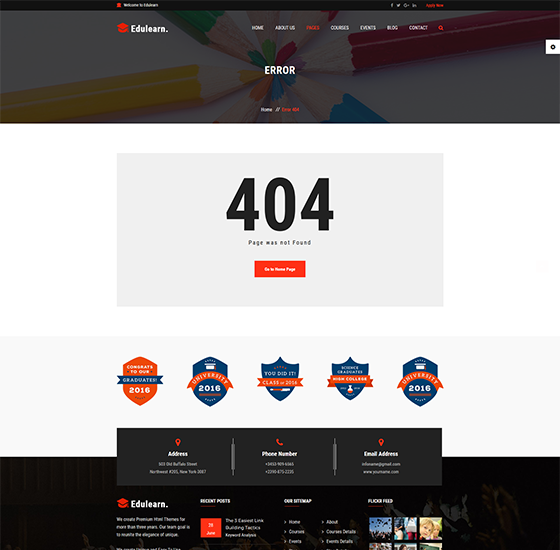 Welcome to Edulearn
Apply Now
Edulearn.
HOME ABOUT US PAGES COURSES EVENTS BLOG CONTACT
ERROR
Home // Error 404
404
Page was not Found
Go to Home Page
CONGRATS
TO OUR
GRADUATES!
2016
UNIVERSITY
2016
YOU DID IT!
CLASS of 2016
SCIENCE
GRADUATES
HIGH COLLEGE
2016
UNIVERSITY
2016
Address
Phone Number
Email Address
503 Old Buffalo Street
Northwest #205, New York 3087
+3453-909-6565
+2390-875-2235
infoname@gmail.com
www.yourname.com
Edulearn.
We create Premium Html Themes for
more than three years. Our team goal is
to reunite the elegance of unique.
We create Premium and Easy To Use
RECENT POSTS
28
June
The 3 Easiest Link
Building Tactics
Keyword Analysis
OUR SITEMAP
Home
Courses
Events
About
Courses Details
Events Details
FLICKR FEED